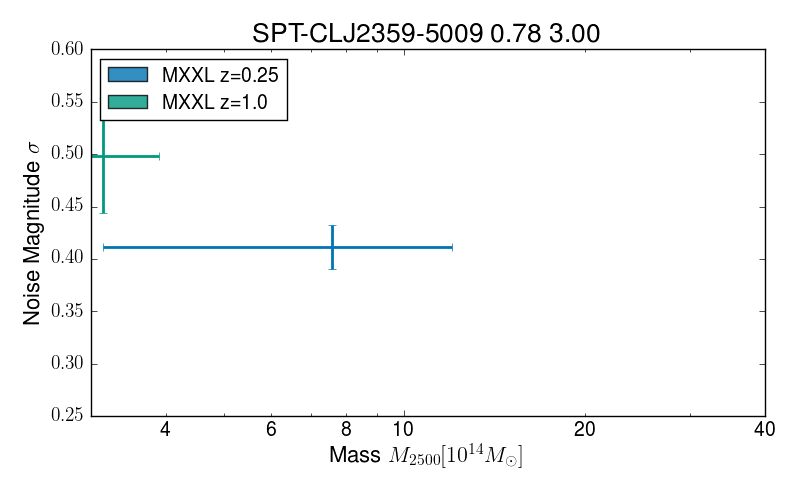 SPT-CLJ2359-5009 0.78 3.00
0.60
0.55
0.50
0.45
0.40
0.35
0.30
0.25
Noise Magnitude σ
MXXL z=0.25
MXXL z=1.0
4 6 8 10 20 40
Mass M₂₅₀₀[10¹⁴M☉]